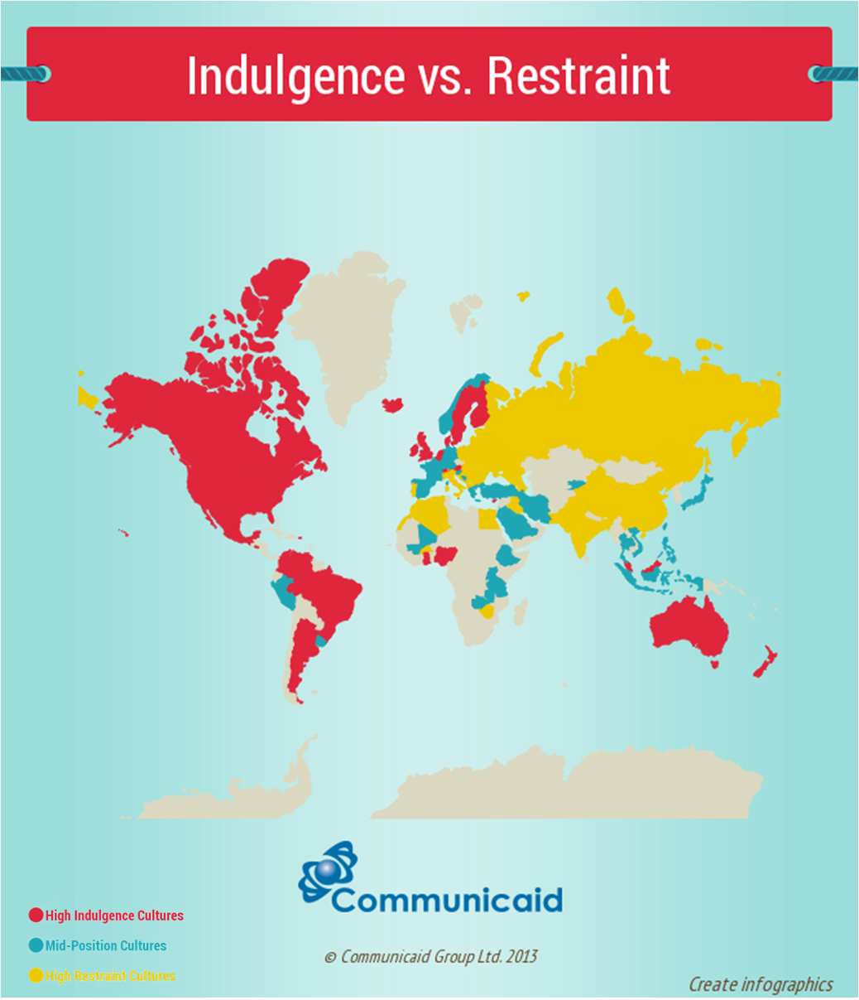 Indulgence vs. Restraint
Communicaid
High Indulgence Cultures
Mid-Position Cultures
© Communicaid Group Ltd. 2013
High Restraint Cultures
Create infographics